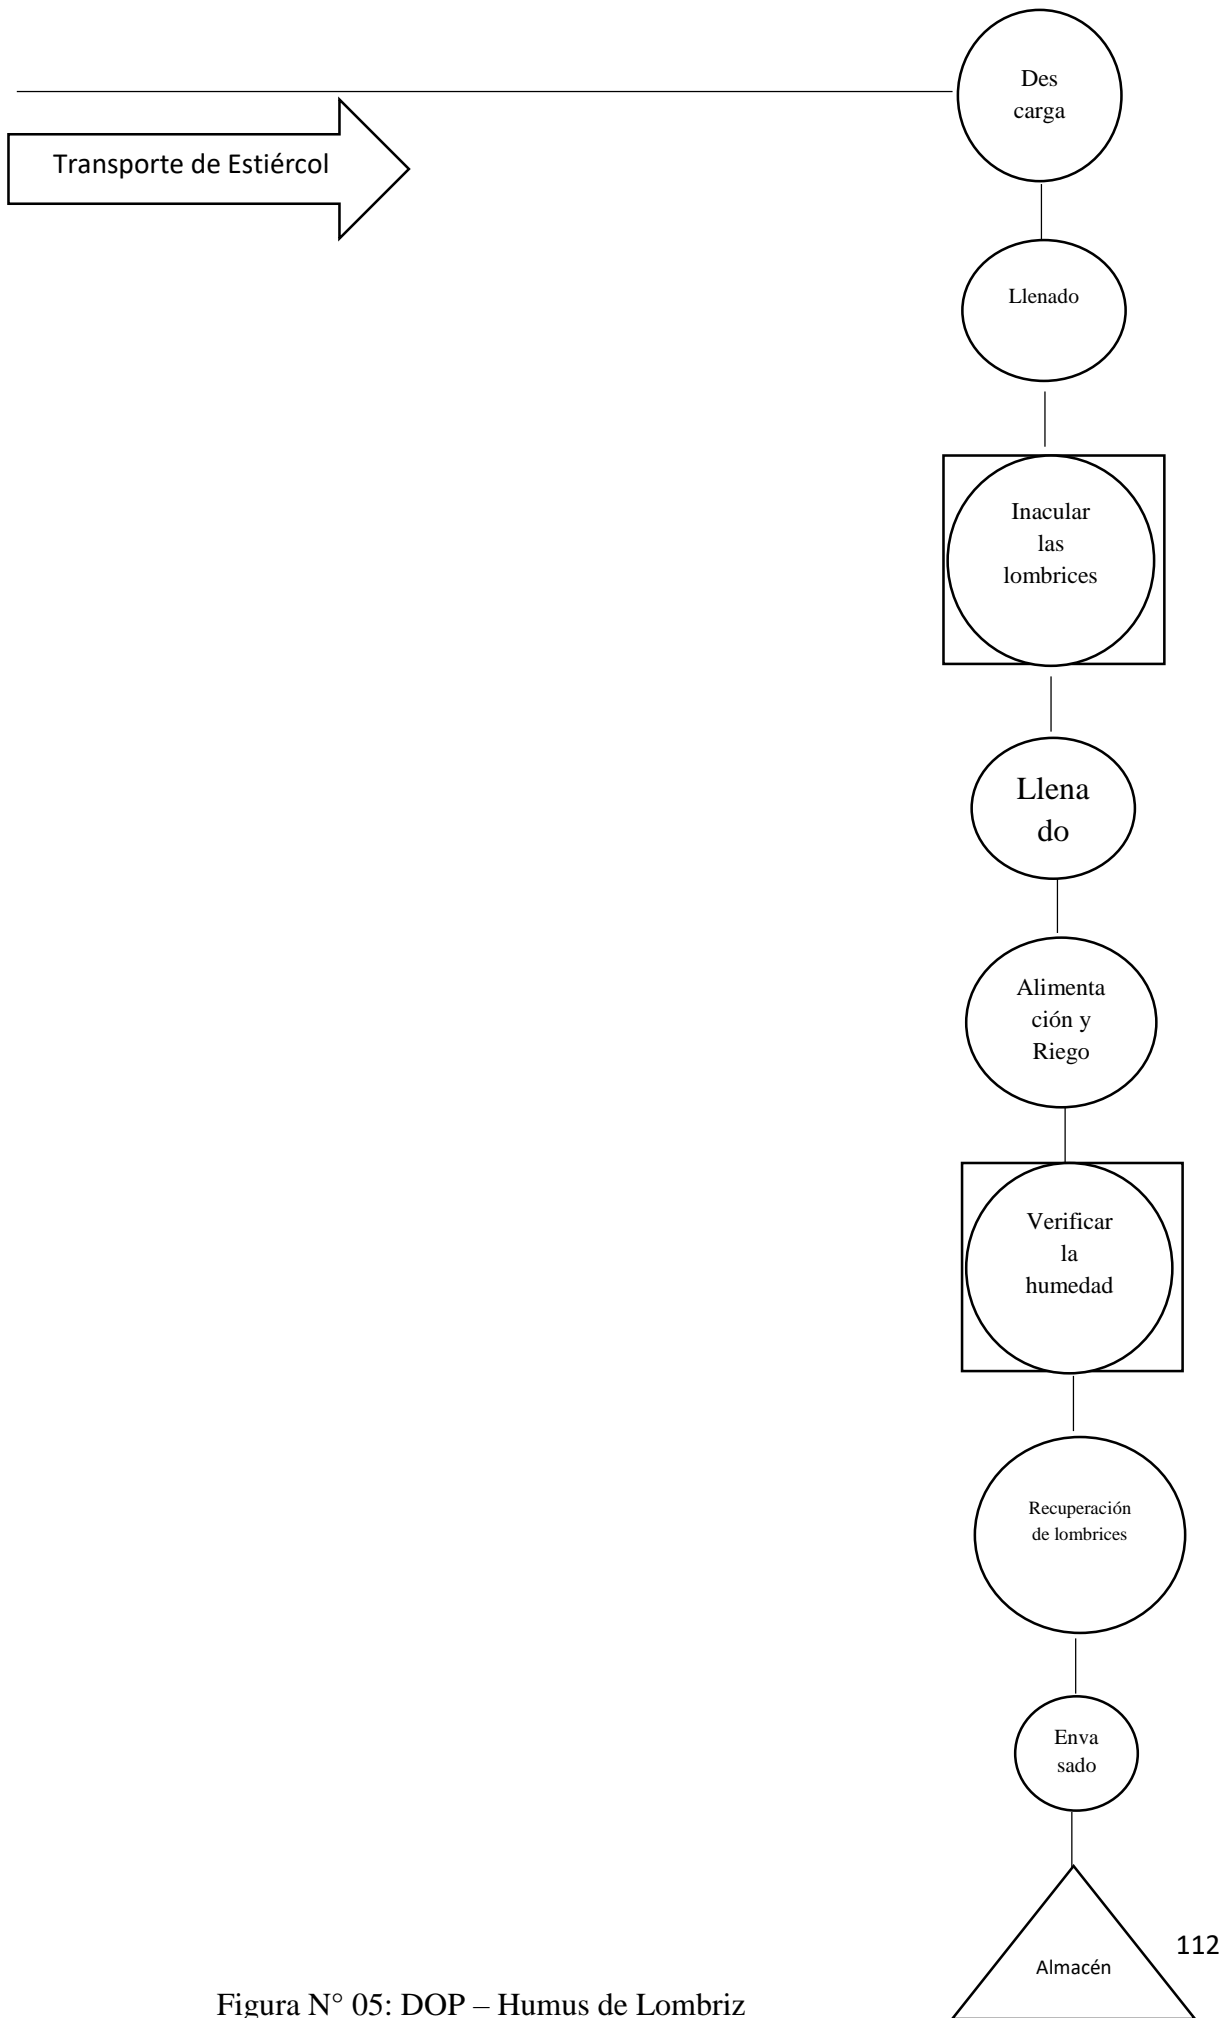 Des
carga
Transporte de Estiércol
Llenado
Inacular
las
lombrices
Llena
do
Alimenta
ción y
Riego
Verificar
la
humedad
Recuperación
de lombrices
Enva
sado
112
Almacén
Figura N° 05: DOP – Humus de Lombriz